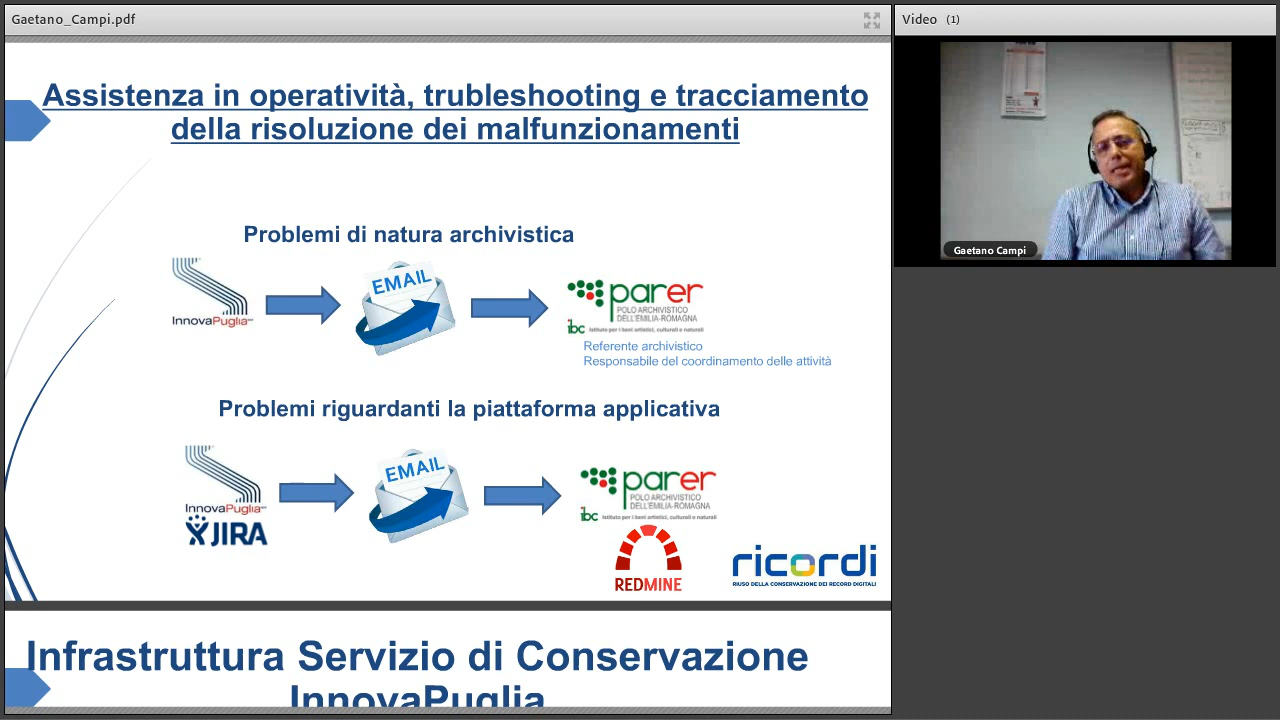 Gaetano_Campi.pdf
Video (1)
Assistenza in operatività, trubleshooting e tracciamento
della risoluzione dei malfunzionamenti
Gaetano Campi
Problemi di natura archivistica
EMAIL
InnovaPuglia
parer
POLO ARCHIVISTICO
DELL'EMILIA-ROMAGNA
ibc Istituto per i beni artistici, culturali e naturali
Referente archivistico
Responsabile del coordinamento delle attività
Problemi riguardanti la piattaforma applicativa
EMAIL
InnovaPuglia
JIRA
parer
POLO ARCHIVISTICO
DELL'EMILIA-ROMAGNA
ibc Istituto per i beni artistici, culturali e naturali
REDMINE
ricordi
RIUSO DELLA CONSERVAZIONE DEI RECORD DIGITALI
Infrastruttura Servizio di Conservazione
InnovaPuglia